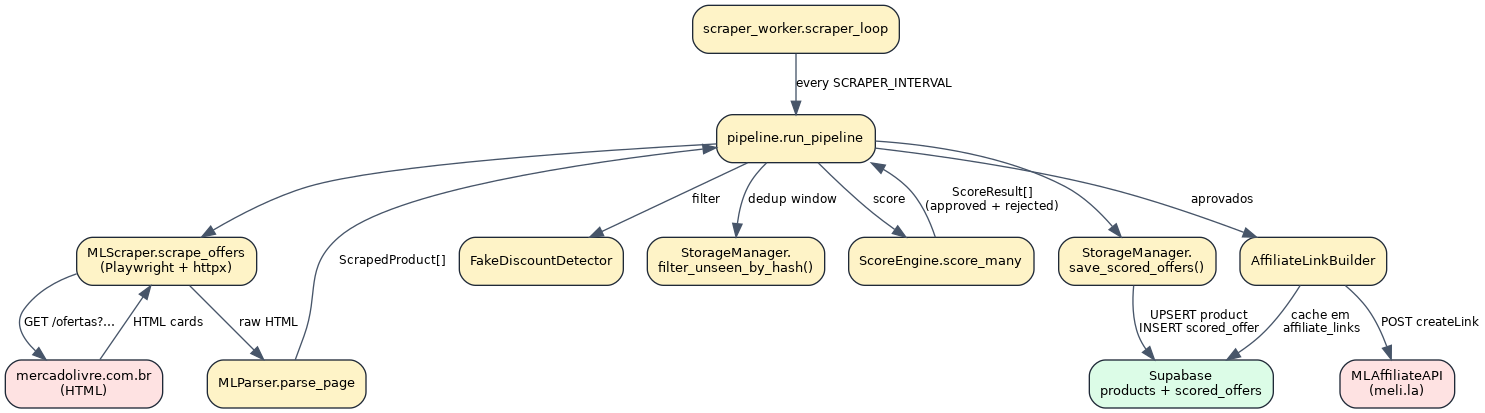 scraper_worker.scraper_loop
every SCRAPER_INTERVAL
pipeline.run_pipeline
filter
dedup window
score
ScoreResult[]
(approved + rejected)
aprovados
MLScraper.scrape_offers
(Playwright + httpx)
ScrapedProduct[]
FakeDiscountDetector
StorageManager.
filter_unseen_by_hash()
ScoreEngine.score_many
StorageManager.
save_scored_offers()
AffiliateLinkBuilder
GET /ofertas?...
HTML cards
raw HTML
UPSERT product
INSERT scored_offer
cache em
affiliate_links
POST createLink
mercadolivre.com.br
(HTML)
MLParser.parse_page
Supabase
products + scored_offers
MLAffiliateAPI
(meli.la)